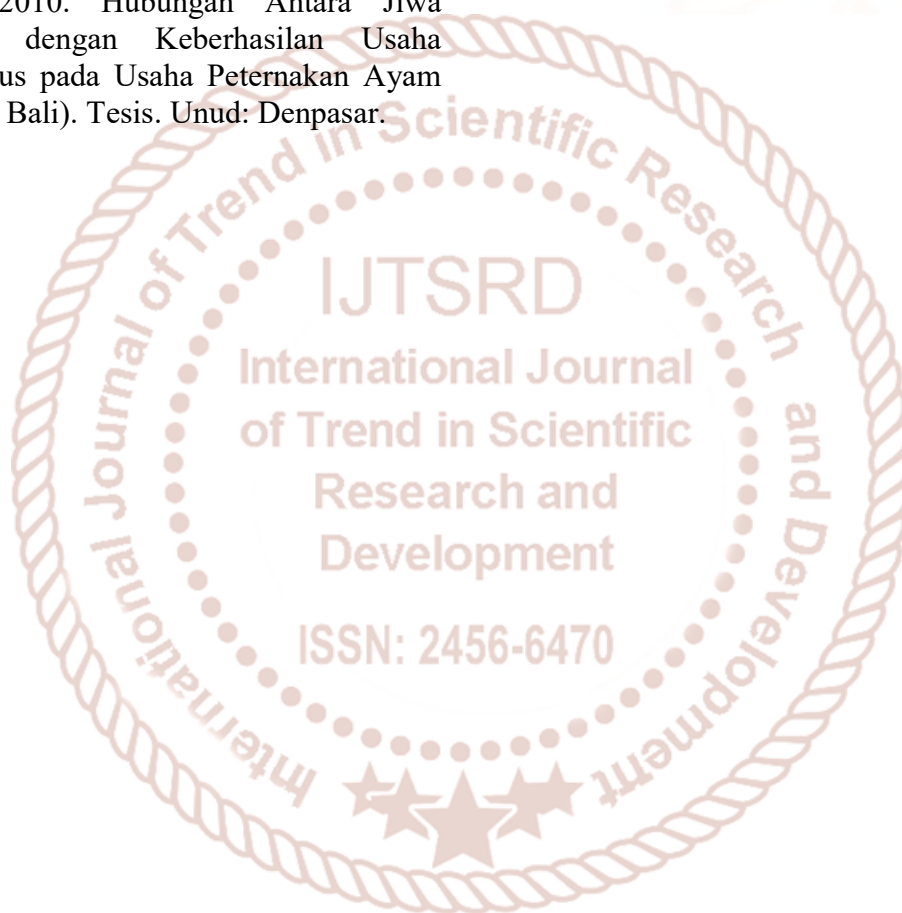 2010. Hubungan Antara Jiwa
dengan Keberhasilan Usaha
us pada Usaha Peternakan Ayam
Bali). Tesis. Unud: Denpasar.
International Journal of Trend in Scientific Research and Development
IJTSRD
International Journal
of Trend in Scientific
Research and
Development
ISSN: 2456-6470